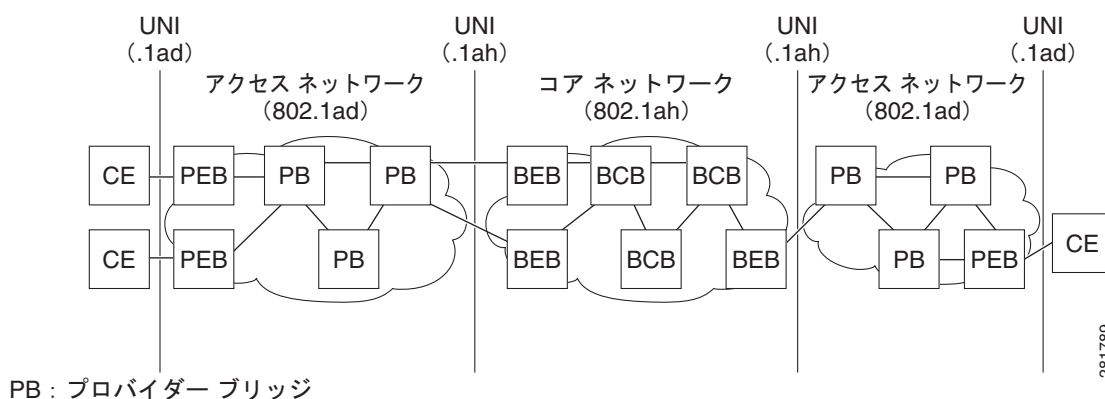 UNI
(.1ad)
UNI
(.1ah)
UNI
(.1ah)
UNI
(.1ad)
アクセス ネットワーク
(802.1ad)
コア ネットワーク
(802.1ah)
アクセス ネットワーク
(802.1ad)
CE
PEB
PB
PB
BEB
BCB
BCB
PB
PB
CE
PEB
PB
BEB
BCB
BEB
PB
PEB
CE
281789
PB : プロバイダー ブリッジ